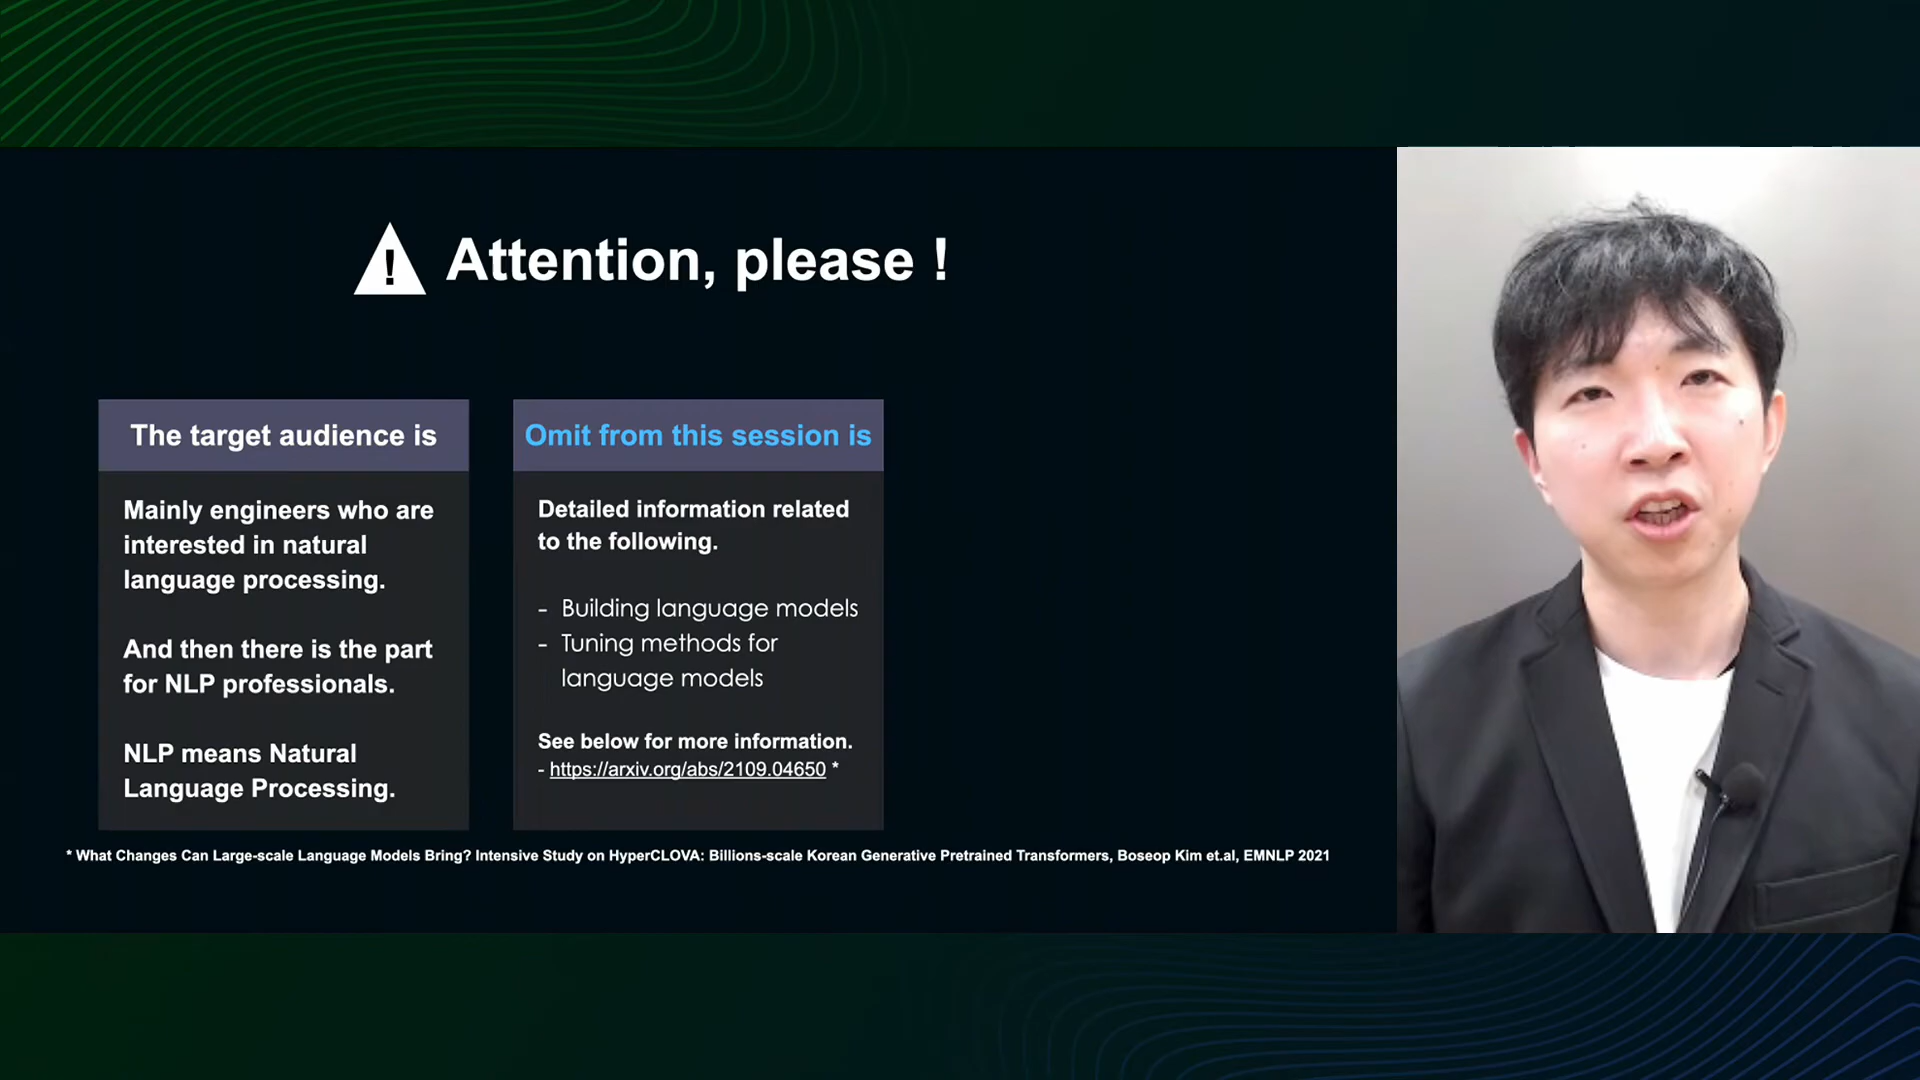 ! Attention, please !
The target audience is
Mainly engineers who are
interested in natural
language processing.
And then there is the part
for NLP professionals.
NLP means Natural
Language Processing.
Omit from this session is
Detailed information related
to the following.
- Building language models
- Tuning methods for
language models
See below for more information.
- https://arxiv.org/abs/2109.04650 *
* What Changes Can Large-scale Language Models Bring? Intensive Study on HyperCLOVA: Billions-scale Korean Generative Pretrained Transformers, Boseop Kim et.al, EMNLP 2021